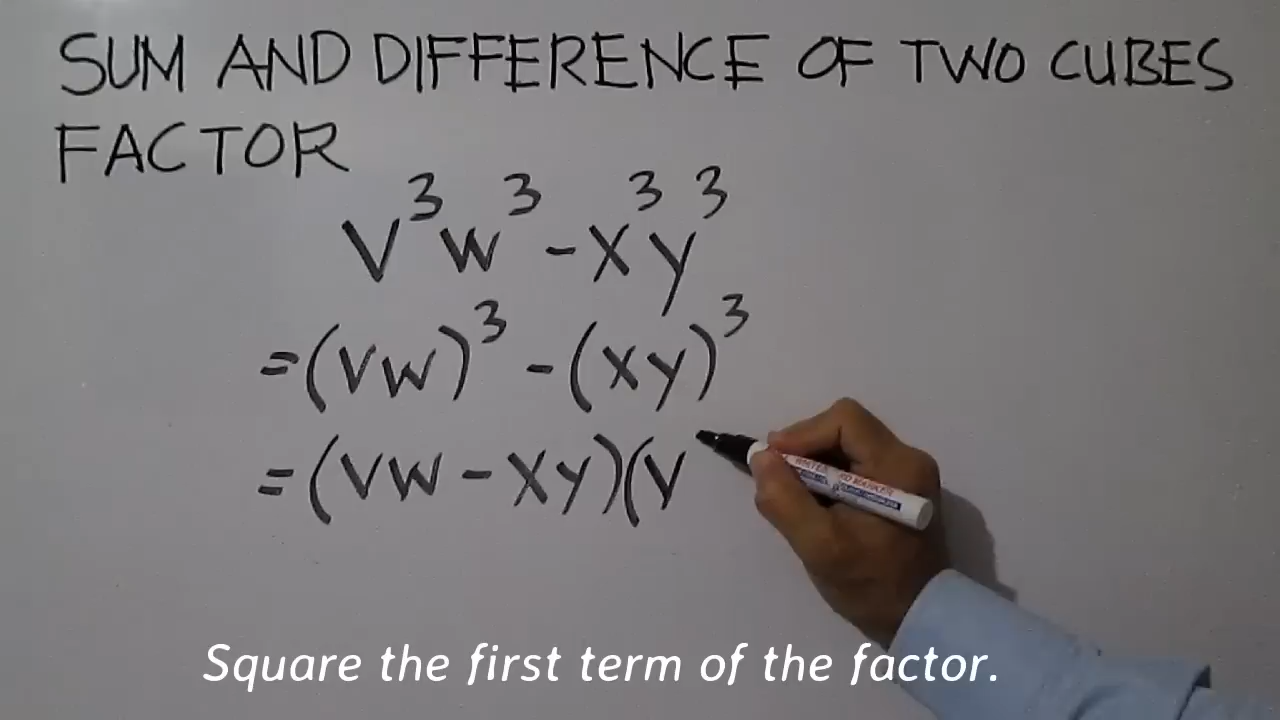 SUM AND DIFFERENCE OF TWO CUBES
FACTOR
V³W³ - X³y³
= (VW)³ - (Xy)³
= (VW - Xy)(V
Square the first term of the factor.